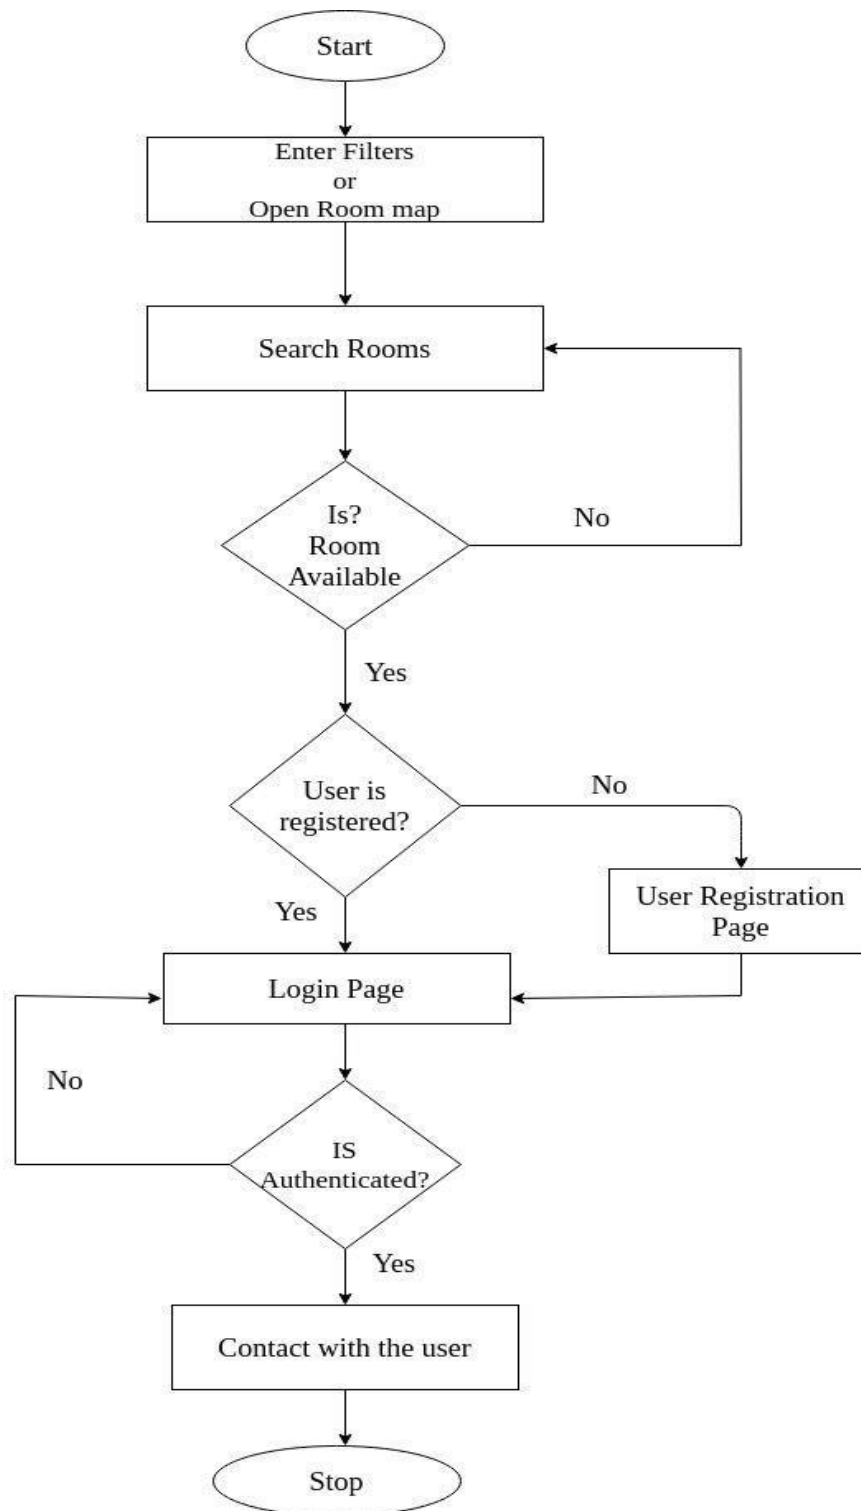 Start
Enter Filters
or
Open Room map
Search Rooms
Is?
Room
Available
No
Yes
User is
registered?
No
Yes
User Registration
Page
Login Page
No
IS
Authenticated?
Yes
Contact with the user
Stop